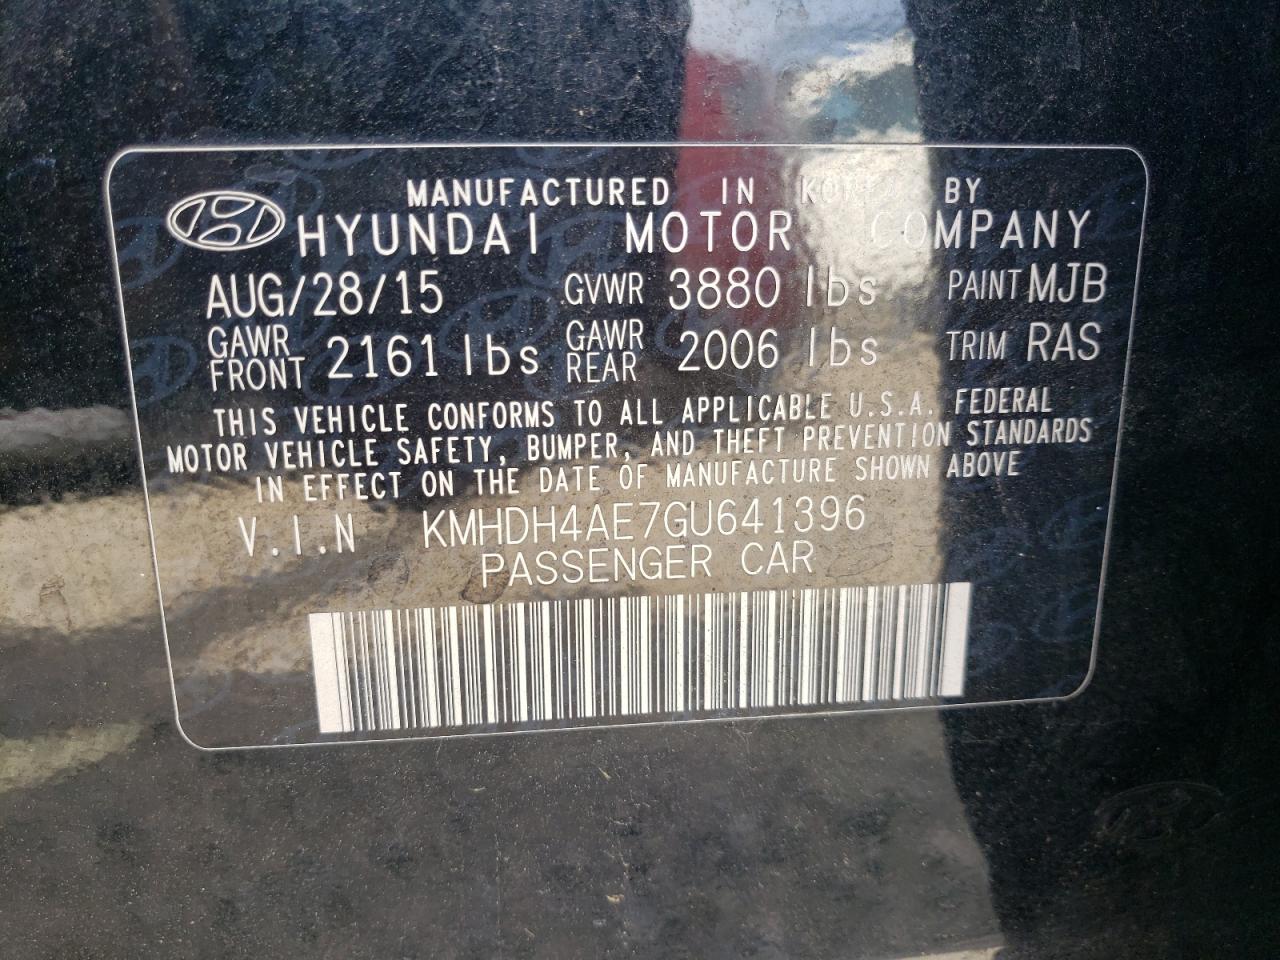 MANUFACTURED IN KOREA BY
HYUNDAI MOTOR COMPANY
AUG/28/15 GVWR 3880 lbs PAINT MJB
GAWR FRONT 2161 lbs GAWR REAR 2006 lbs TRIM RAS
THIS VEHICLE CONFORMS TO ALL APPLICABLE U.S.A. FEDERAL
MOTOR VEHICLE SAFETY, BUMPER, AND THEFT PREVENTION STANDARDS
IN EFFECT ON THE DATE OF MANUFACTURE SHOWN ABOVE
V.I.N KMHDH4AE7GU641396
PASSENGER CAR